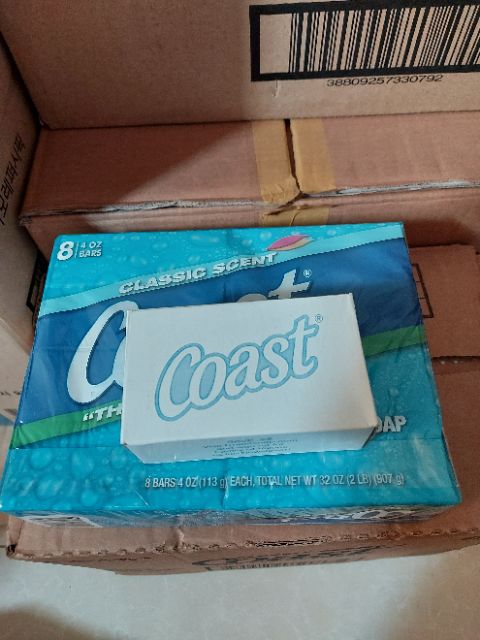 38809257330792
8 4 OZ BARS
CLASSIC SCENT
Coast®
"TH
OAP
8 BARS 4 OZ (113 g) EACH, TOTAL NET WT 32 OZ (2 LB) (907 g)
Coast